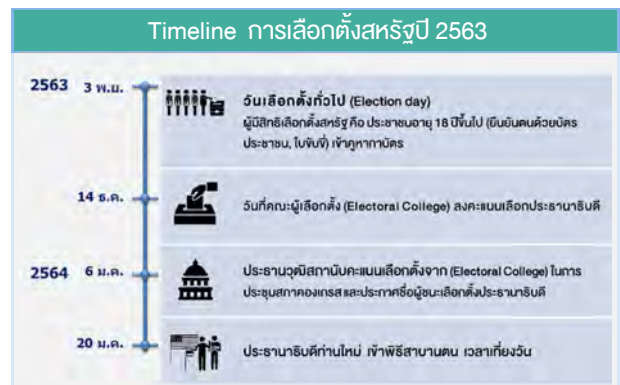 Timeline การเลือกตั้งสหรัฐปี 2563
2563 3 พ.ย.
วันเลือกตั้งทั่วไป (Election day)
ผู้มีสิทธิเลือกตั้งสหรัฐ คือ ประชาชนอายุ 18 ปีขึ้นไป (ยืนยันตนด้วยบัตร
ประชาชน, ใบขับขี่) เข้าคูหากาบัตร
14 ธ.ค.
วันที่คณะผู้เลือกตั้ง (Electoral College) ลงคะแนนเลือกประธานาธิบดี
2564 6 ม.ค.
ประธานวุฒิสภานับคะแนนเลือกตั้งจาก (Electoral College) ในการ
ประชุมสภาคองเกรส และประกาศชื่อผู้ชนะเลือกตั้งประธานาธิบดี
20 ม.ค.
ประธานาธิบดีท่านใหม่ เข้าพิธีสาบานตน เวลาเที่ยงวัน